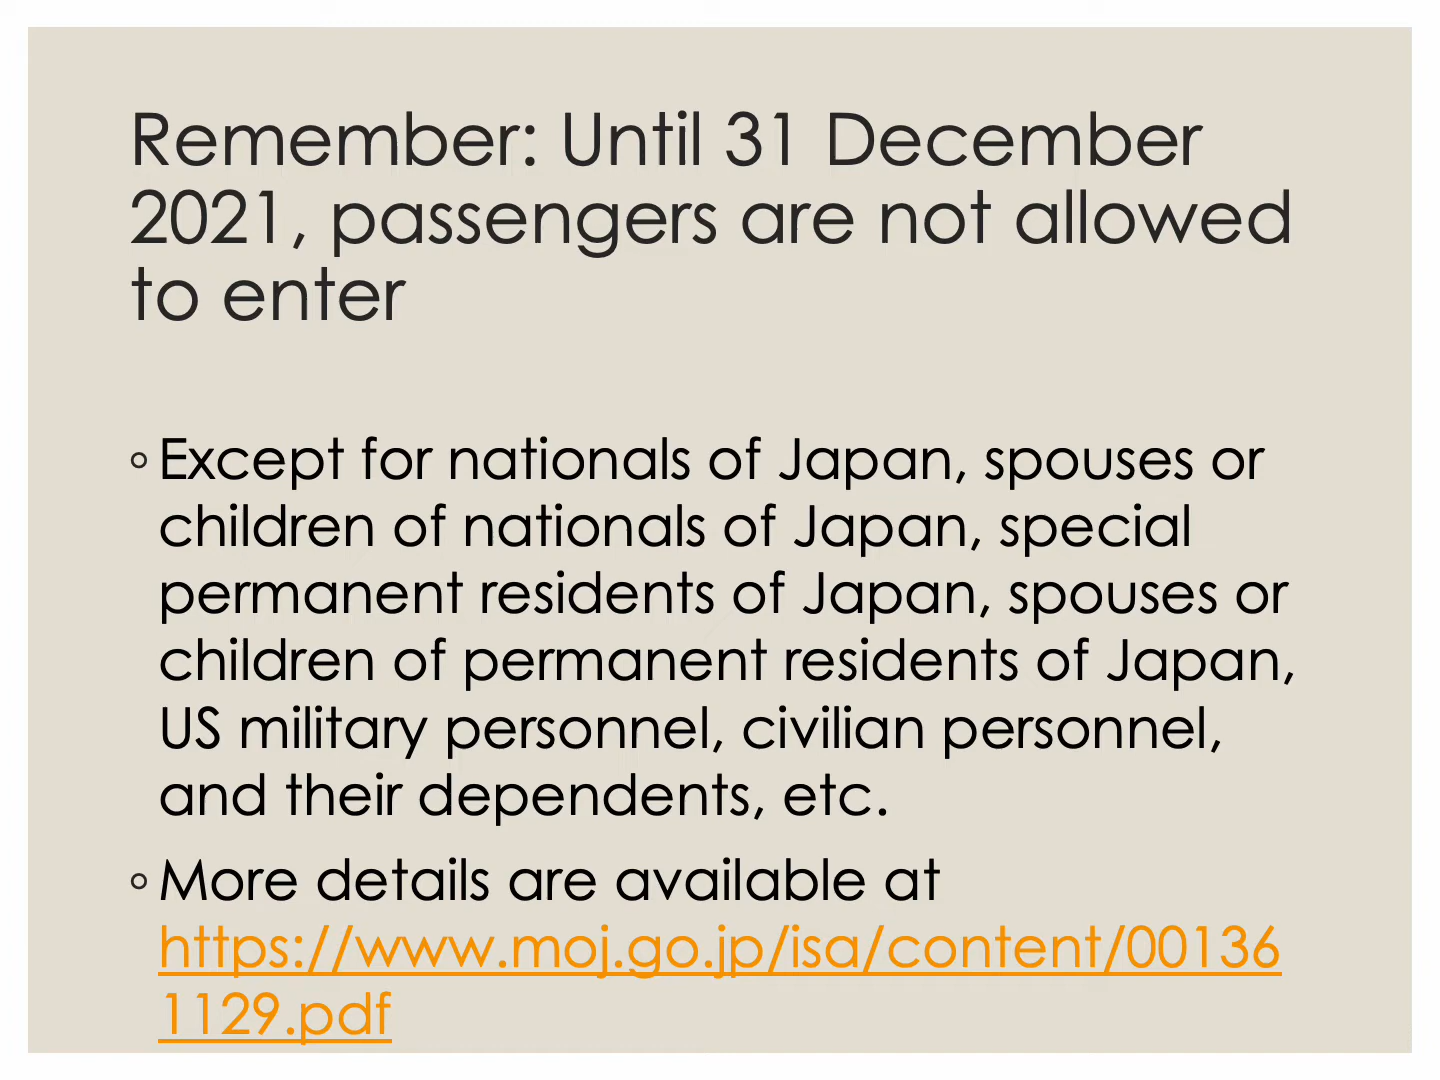 Remember: Until 31 December
2021, passengers are not allowed
to enter
◦ Except for nationals of Japan, spouses or
children of nationals of Japan, special
permanent residents of Japan, spouses or
children of permanent residents of Japan,
US military personnel, civilian personnel,
and their dependents, etc.
◦ More details are available at
https://www.moj.go.jp/isa/content/00136
1129.pdf